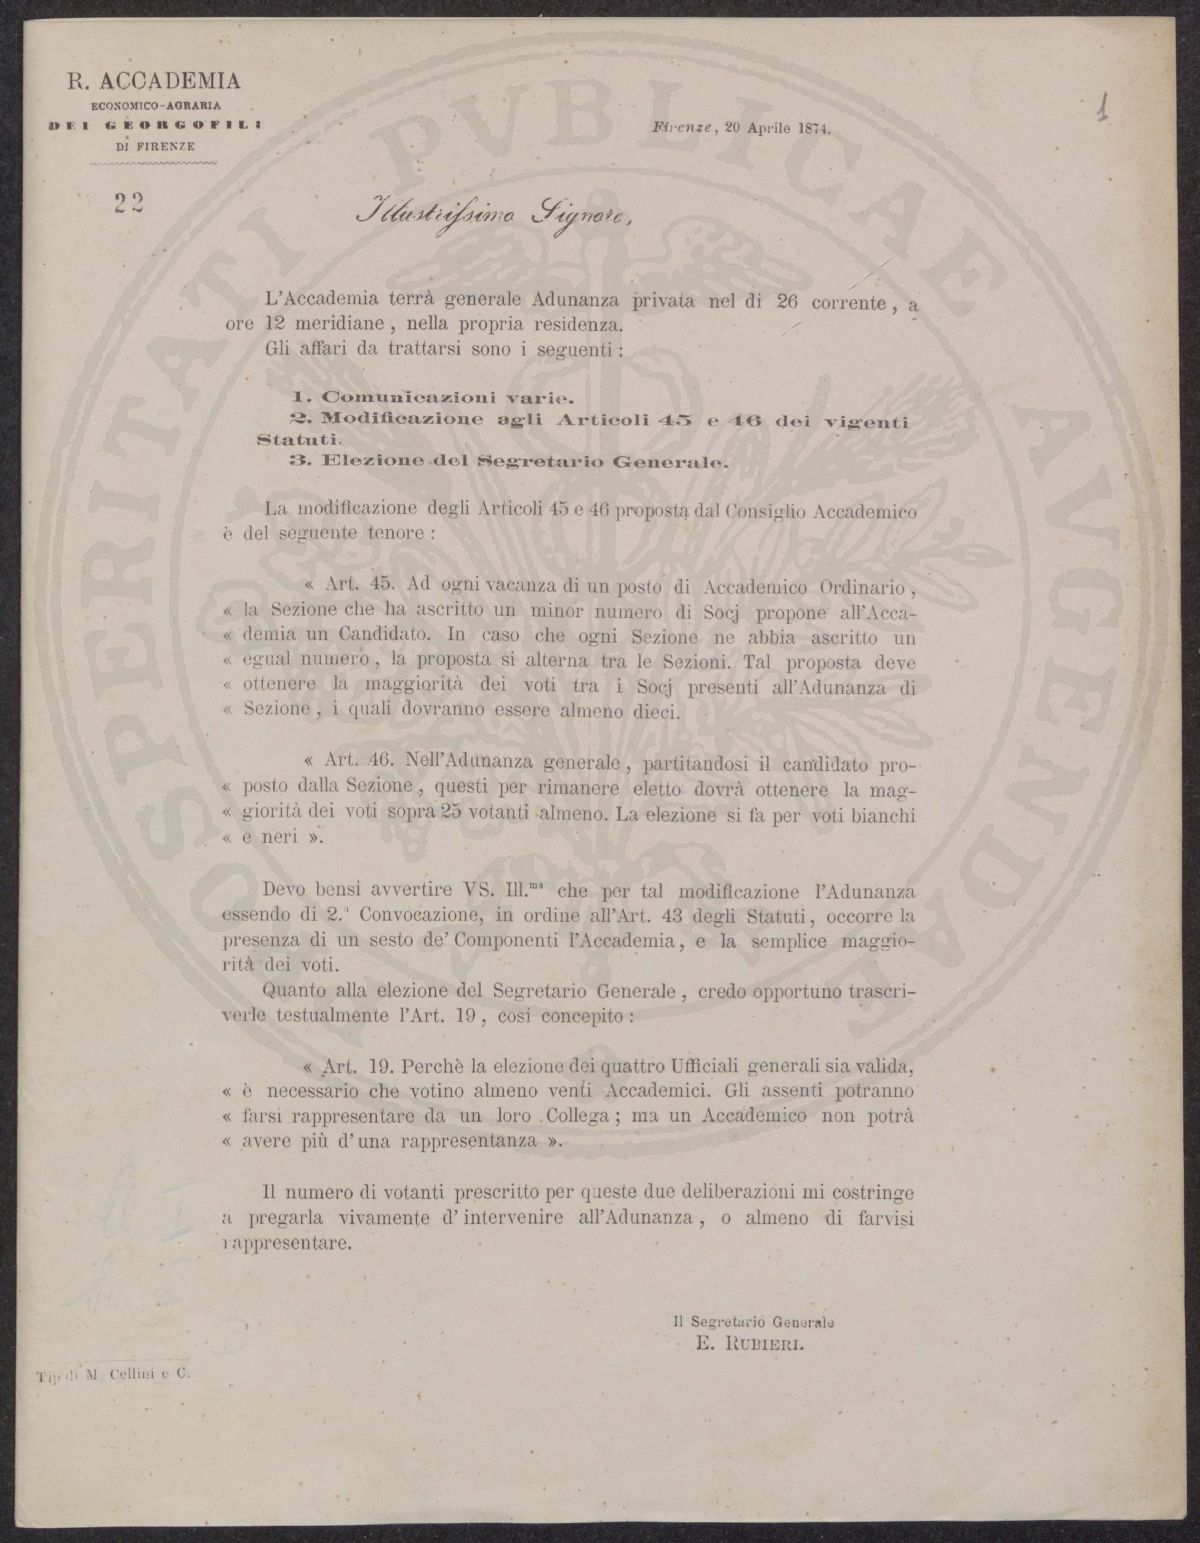 R. ACCADEMIA
ECONOMICO-AGRARIA
DEI GEORGOFILI
DI FIRENZE
22
Firenze, 20 Aprile 1874.
1
Illustrissimo Signore,
L'Accademia terrà generale Adunanza privata nel dì 26 corrente, a
ore 12 meridiane, nella propria residenza.
Gli affari da trattarsi sono i seguenti:
1. Comunicazioni varie.
2. Modificazione agli Articoli 45 e 46 dei vigenti
Statuti.
3. Elezione del Segretario Generale.
La modificazione degli Articoli 45 e 46 proposta dal Consiglio Accademico
è del seguente tenore:
« Art. 45. Ad ogni vacanza di un posto di Accademico Ordinario,
« la Sezione che ha ascritto un minor numero di Socj propone all'Acca-
« demia un Candidato. In caso che ogni Sezione ne abbia ascritto un
« egual numero, la proposta si alterna tra le Sezioni. Tal proposta deve
« ottenere la maggiorità dei voti tra i Socj presenti all'Adunanza di
« Sezione, i quali dovranno essere almeno dieci.
« Art. 46. Nell'Adunanza generale, partitandosi il candidato pro-
« posto dalla Sezione, questi per rimanere eletto dovrà ottenere la mag-
« giorità dei voti sopra 25 votanti almeno. La elezione si fa per voti bianchi
« e neri ».
Devo bensì avvertire VS. Ill.ma che per tal modificazione l'Adunanza
essendo di 2.a Convocazione, in ordine all'Art. 43 degli Statuti, occorre la
presenza di un sesto de' Componenti l'Accademia, e la semplice maggio-
rità dei voti.
Quanto alla elezione del Segretario Generale, credo opportuno trascri-
verle testualmente l'Art. 19, così concepito:
« Art. 19. Perchè la elezione dei quattro Ufficiali generali sia valida,
« è necessario che votino almeno venti Accademici. Gli assenti potranno
« farsi rappresentare da un loro Collega; ma un Accademico non potrà
« avere più d'una rappresentanza ».
Il numero di votanti prescritto per queste due deliberazioni mi costringe
a pregarla vivamente d'intervenire all'Adunanza, o almeno di farvisi
rappresentare.
Il Segretario Generale
E. RUBIERI.
Tip. di M. Cellini e C.
PROSPERITATI PVBLICAE AVGENDAE